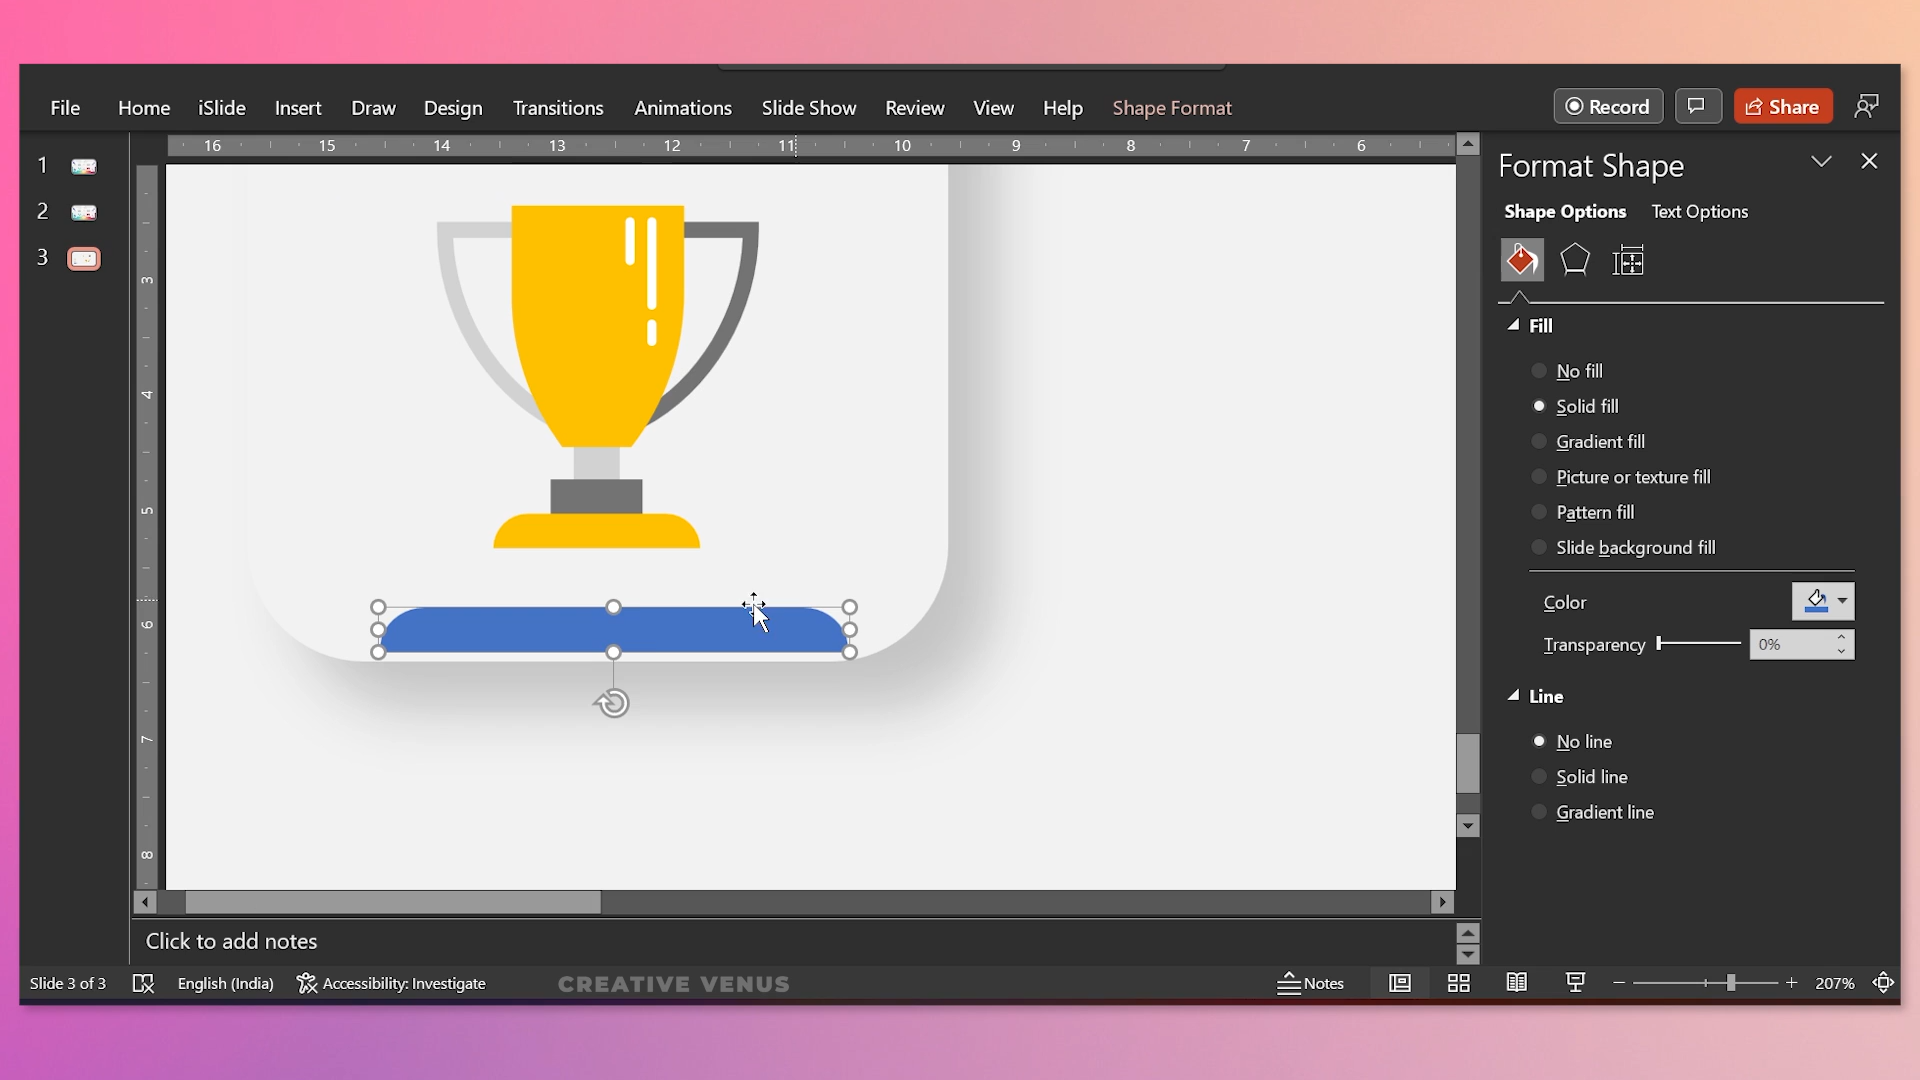 File Home iSlide Insert Draw Design Transitions Animations Slide Show Review View Help Shape Format Record Share
16 15 14 13 12 11 10 9 8 7 6
1
2
3
3
4
5
6
7
8
Format Shape
Shape Options Text Options
Fill
No fill
Solid fill
Gradient fill
Picture or texture fill
Pattern fill
Slide background fill
Color
Transparency 0%
Line
No line
Solid line
Gradient line
Click to add notes
Slide 3 of 3 English (India) Accessibility: Investigate CREATIVE VENUS Notes 207%